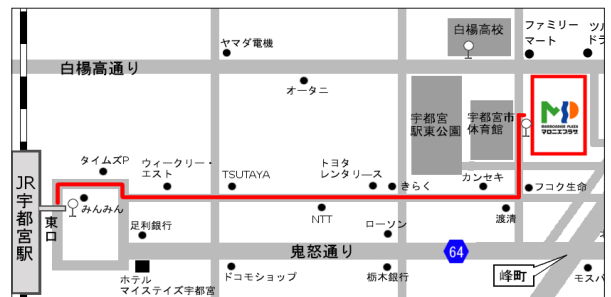 白楊高校
ファミリー
マート
ツル
ドラ
ヤマダ電機
白楊高通り
オータニ
宇都宮
駅東公園
宇都宮市
体育館
MARRONNIER PLAZA
マロニエプラザ
タイムズP
ウィークリー・
エスト
TSUTAYA
トヨタ
レンタリース
きらく
カンセキ
フコク生命
JR宇都宮駅
東口
みんみん
足利銀行
NTT
ローソン
渡清
鬼怒通り
64
ホテル
マイステイズ宇都宮
ドコモショップ
栃木銀行
峰町
モスバ